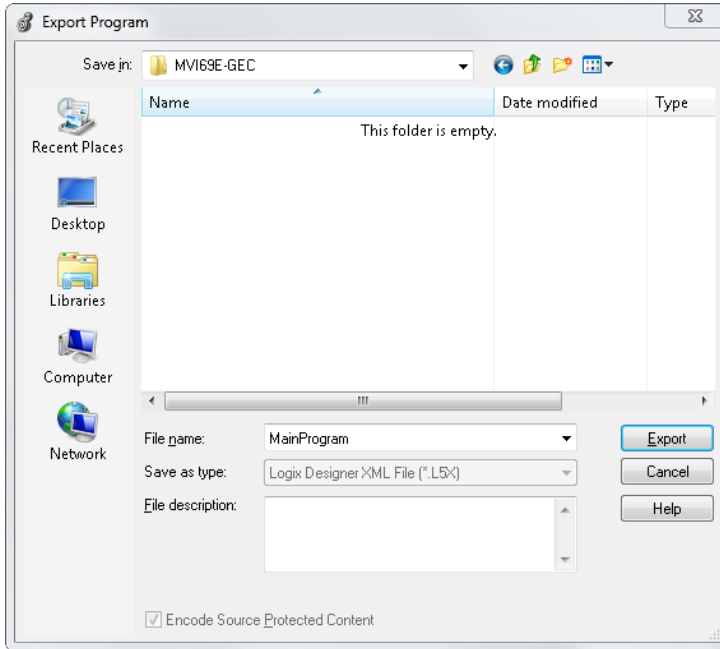 Export Program
Save in: MVI69E-GEC
Name Date modified Type
This folder is empty.
Recent Places
Desktop
Libraries
Computer
Network
File name: MainProgram Export
Save as type: Logix Designer XML File (*.L5X) Cancel
File description: Help
Encode Source Protected Content